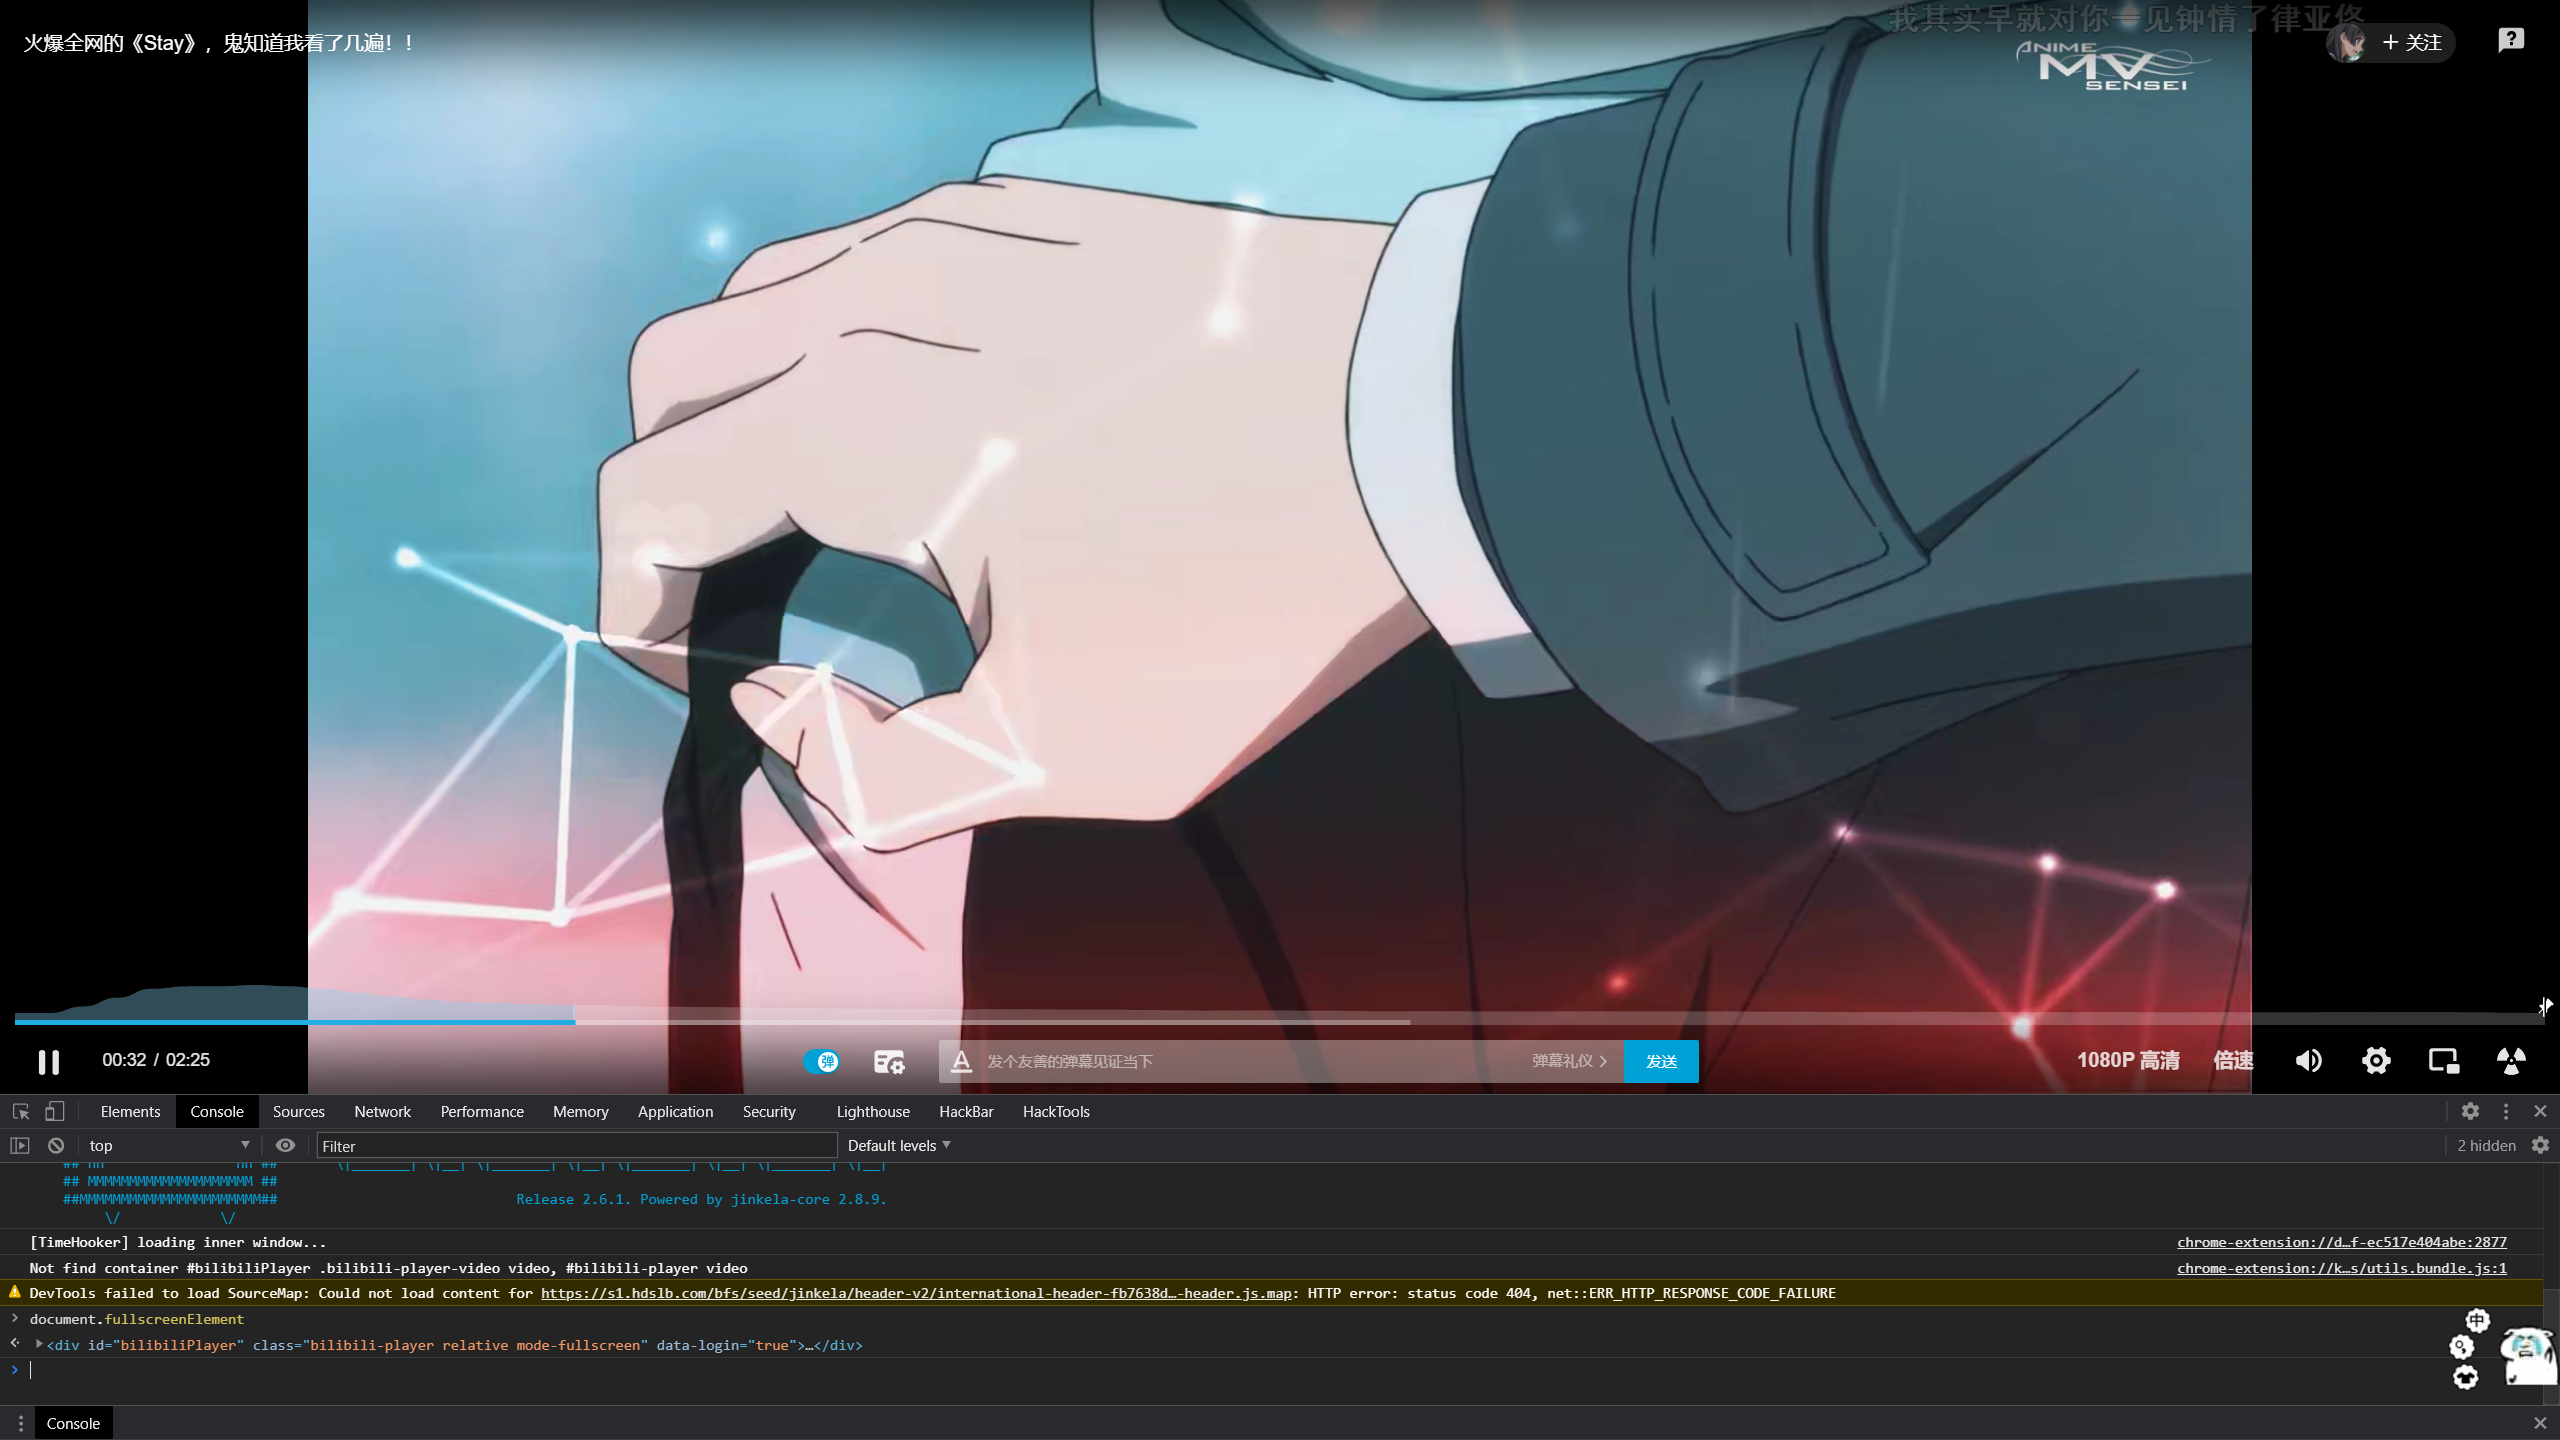 我其实早就对你一见钟情了律亚佟
火爆全网的《Stay》，鬼知道我看了几遍！！
+ 关注
ANIME
MV
SENSEI
00:32 / 02:25
弹
发个友善的弹幕见证当下
弹幕礼仪 >
发送
1080P 高清
倍速
Elements
Console
Sources
Network
Performance
Memory
Application
Security
Lighthouse
HackBar
HackTools
top
Filter
Default levels
2 hidden
## MMMMMMMMMMMMMMMMMMMM ##
##MMMMMMMMMMMMMMMMMMMMMM##
Release 2.6.1. Powered by jinkela-core 2.8.9.
\/ \/
[TimeHooker] loading inner window...
chrome-extension://d…f-ec517e404abe:2877
Not find container #bilibiliPlayer .bilibili-player-video video, #bilibili-player video
chrome-extension://k…s/utils.bundle.js:1
DevTools failed to load SourceMap: Could not load content for https://s1.hdslb.com/bfs/seed/jinkela/header-v2/international-header-fb7638d…-header.js.map: HTTP error: status code 404, net::ERR_HTTP_RESPONSE_CODE_FAILURE
document.fullscreenElement
<div id="bilibiliPlayer" class="bilibili-player relative mode-fullscreen" data-login="true">…</div>
中
Console